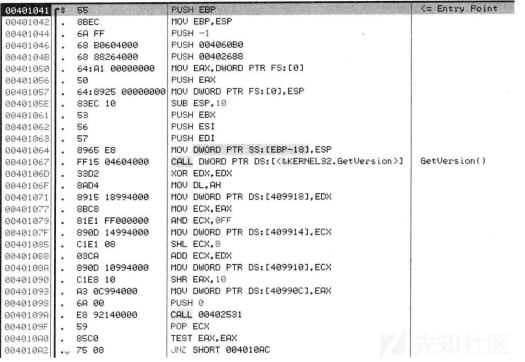 00401041 r$ 55 PUSH EBP <= Entry Point
00401042 . 8BEC MOV EBP,ESP
00401044 . 6A FF PUSH -1
00401046 . 68 B0604000 PUSH 004060B0
0040104B . 68 88264000 PUSH 00402688
00401050 . 64:A1 00000000 MOV EAX,DWORD PTR FS:[0]
00401056 . 50 PUSH EAX
00401057 . 64:8925 00000000 MOV DWORD PTR FS:[0],ESP
0040105E . 83EC 10 SUB ESP,10
00401061 . 53 PUSH EBX
00401062 . 56 PUSH ESI
00401063 . 57 PUSH EDI
00401064 . 8965 E8 MOV DWORD PTR SS:[EBP-18],ESP
00401067 . FF15 04604000 CALL DWORD PTR DS:[<&KERNEL32.GetVersion>] GetVersion()
0040106D . 33D2 XOR EDX,EDX
0040106F . 8AD4 MOV DL,AH
00401071 . 8915 18994000 MOV DWORD PTR DS:[409918],EDX
00401077 . 8BC8 MOV ECX,EAX
00401079 . 81E1 FF000000 AND ECX,0FF
0040107F . 890D 14994000 MOV DWORD PTR DS:[409914],ECX
00401085 . C1E1 08 SHL ECX,8
00401088 . 03CA ADD ECX,EDX
0040108A . 890D 10994000 MOV DWORD PTR DS:[409910],ECX
00401090 . C1E8 10 SHR EAX,10
00401093 . A3 0C994000 MOV DWORD PTR DS:[40990C],EAX
00401098 . 6A 00 PUSH 0
0040109A . E8 92140000 CALL 00402531
0040109F . 59 POP ECX
004010A0 . 85C0 TEST EAX,EAX
004010A2 .v 75 08 JNZ SHORT 004010AC
先知社区